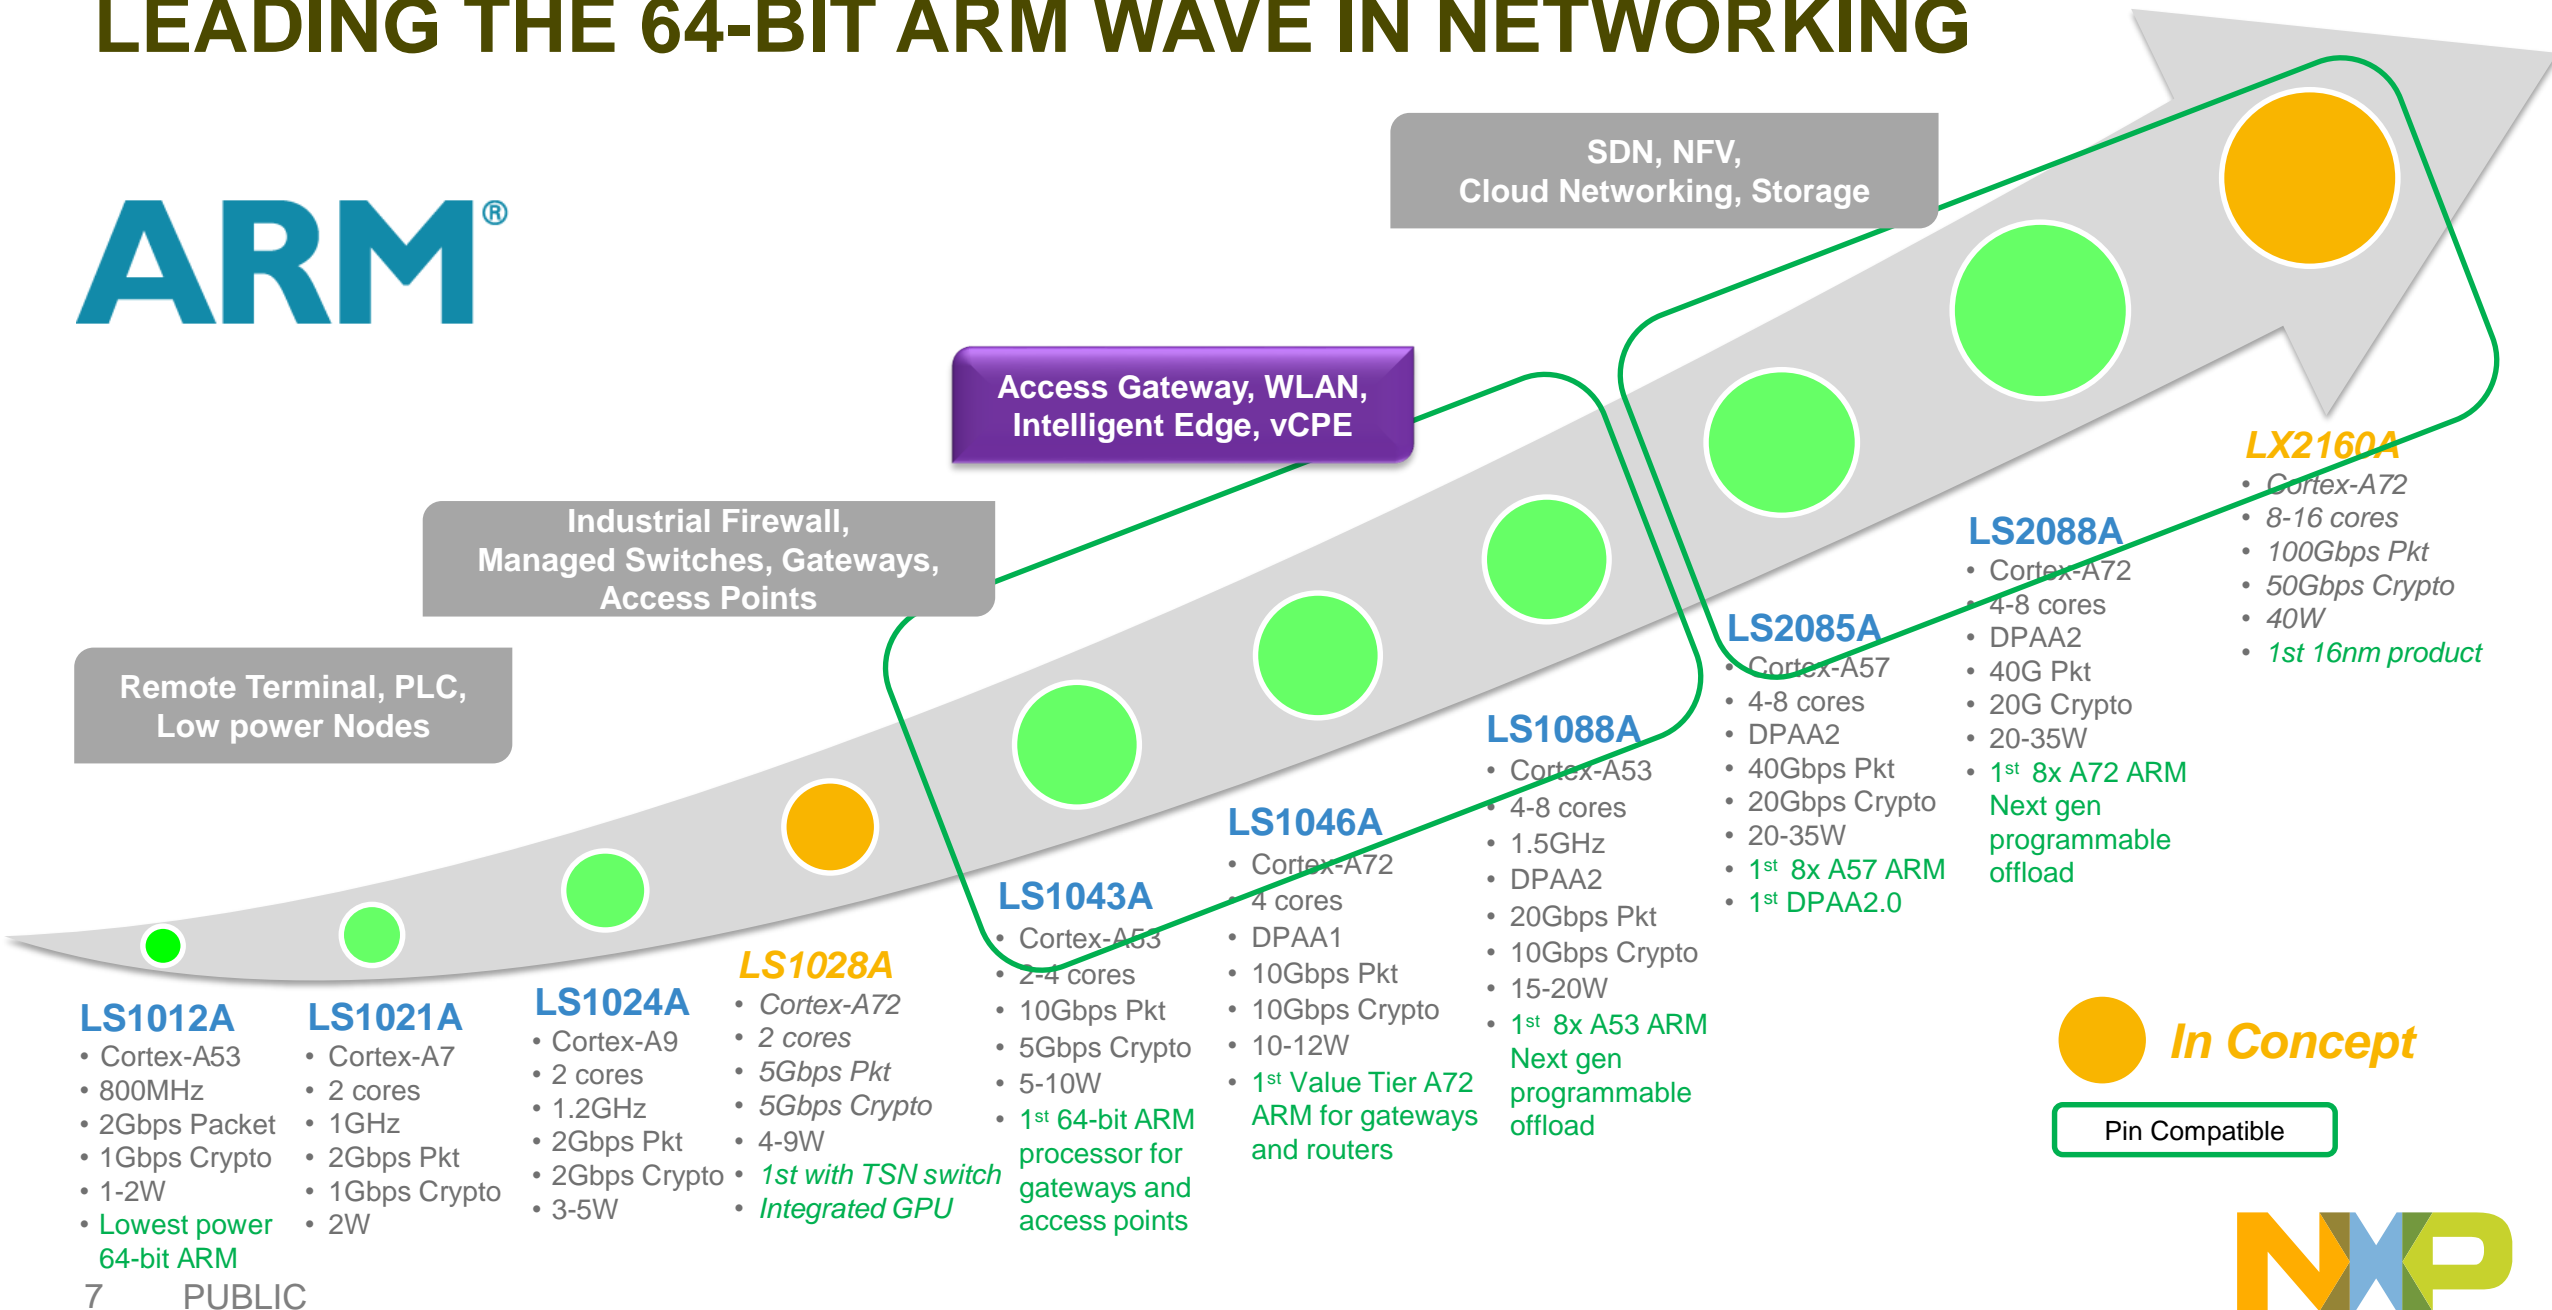 LEADING THE 64-BIT ARM WAVE IN NETWORKING
ARM®
SDN, NFV,
Cloud Networking, Storage
Access Gateway, WLAN,
Intelligent Edge, vCPE
Industrial Firewall,
Managed Switches, Gateways,
Access Points
Remote Terminal, PLC,
Low power Nodes
LS1012A
• Cortex-A53
• 800MHz
• 2Gbps Packet
• 1Gbps Crypto
• 1-2W
• Lowest power
64-bit ARM
LS1021A
• Cortex-A7
• 2 cores
• 1GHz
• 2Gbps Pkt
• 1Gbps Crypto
• 2W
LS1024A
• Cortex-A9
• 2 cores
• 1.2GHz
• 2Gbps Pkt
• 2Gbps Crypto
• 3-5W
LS1028A
• Cortex-A72
• 2 cores
• 5Gbps Pkt
• 5Gbps Crypto
• 4-9W
• 1st with TSN switch
• Integrated GPU
LS1043A
• Cortex-A53
• 2-4 cores
• 10Gbps Pkt
• 5Gbps Crypto
• 5-10W
• 1st 64-bit ARM
processor for
gateways and
access points
LS1046A
• Cortex-A72
• 4 cores
• DPAA1
• 10Gbps Pkt
• 10Gbps Crypto
• 10-12W
• 1st Value Tier A72
ARM for gateways
and routers
LS1088A
• Cortex-A53
• 4-8 cores
• 1.5GHz
• DPAA2
• 20Gbps Pkt
• 10Gbps Crypto
• 15-20W
• 1st 8x A53 ARM
Next gen
programmable
offload
LS2085A
• Cortex-A57
• 4-8 cores
• DPAA2
• 40Gbps Pkt
• 20Gbps Crypto
• 20-35W
• 1st 8x A57 ARM
• 1st DPAA2.0
LS2088A
• Cortex-A72
• 4-8 cores
• DPAA2
• 40G Pkt
• 20G Crypto
• 20-35W
• 1st 8x A72 ARM
Next gen
programmable
offload
LX2160A
• Cortex-A72
• 8-16 cores
• 100Gbps Pkt
• 50Gbps Crypto
• 40W
• 1st 16nm product
In Concept
Pin Compatible
7 PUBLIC
NXP